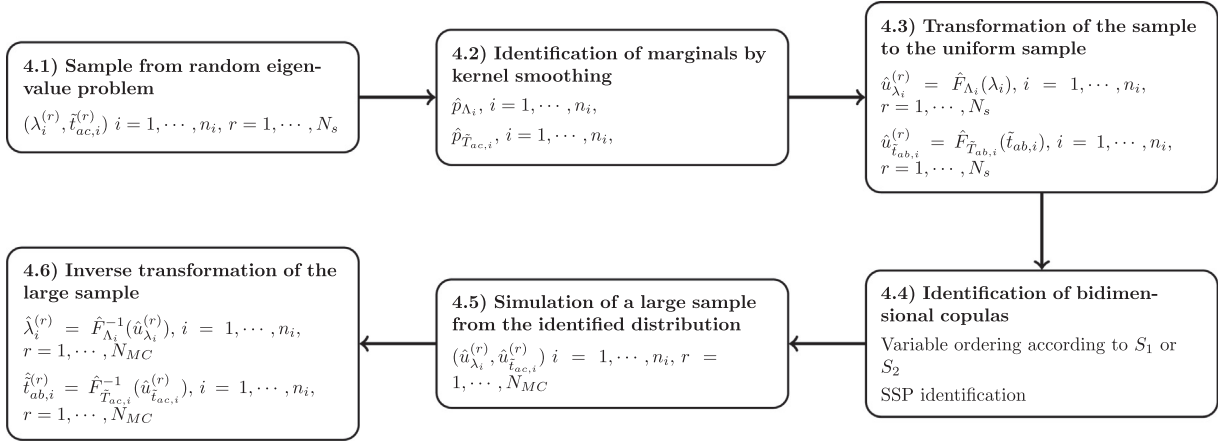 4.1) Sample from random eigen-
value problem
(λ_i^{(r)}, t̃_{ac,i}^{(r)}) i = 1, ⋯ , n_i, r = 1, ⋯ , N_s
4.2) Identification of marginals by
kernel smoothing
p̂_{Λ_i}, i = 1, ⋯ , n_i,
p̂_{T̃_{ac,i}}, i = 1, ⋯ , n_i,
4.3) Transformation of the sample
to the uniform sample
û_{λ_i}^{(r)} = F̂_{Λ_i}(λ_i), i = 1, ⋯ , n_i,
r = 1, ⋯ , N_s
û_{t̃_{ab,i}}^{(r)} = F̂_{T̃_{ab,i}}(t̃_{ab,i}), i = 1, ⋯ , n_i,
r = 1, ⋯ , N_s
4.4) Identification of bidimen-
sional copulas
Variable ordering according to S_1 or
S_2
SSP identification
4.5) Simulation of a large sample
from the identified distribution
(û_{λ_i}^{(r)}, û_{t̃_{ac,i}}^{(r)}) i = 1, ⋯ , n_i, r =
1, ⋯ , N_{MC}
4.6) Inverse transformation of the
large sample
λ̂_i^{(r)} = F̂_{Λ_i}^{-1}(û_{λ_i}^{(r)}), i = 1, ⋯ , n_i,
r = 1, ⋯ , N_{MC}
t̃̂_{ab,i}^{(r)} = F̂_{T̃_{ac,i}}^{-1}(û_{t̃_{ac,i}}^{(r)}), i = 1, ⋯ , n_i,
r = 1, ⋯ , N_{MC}